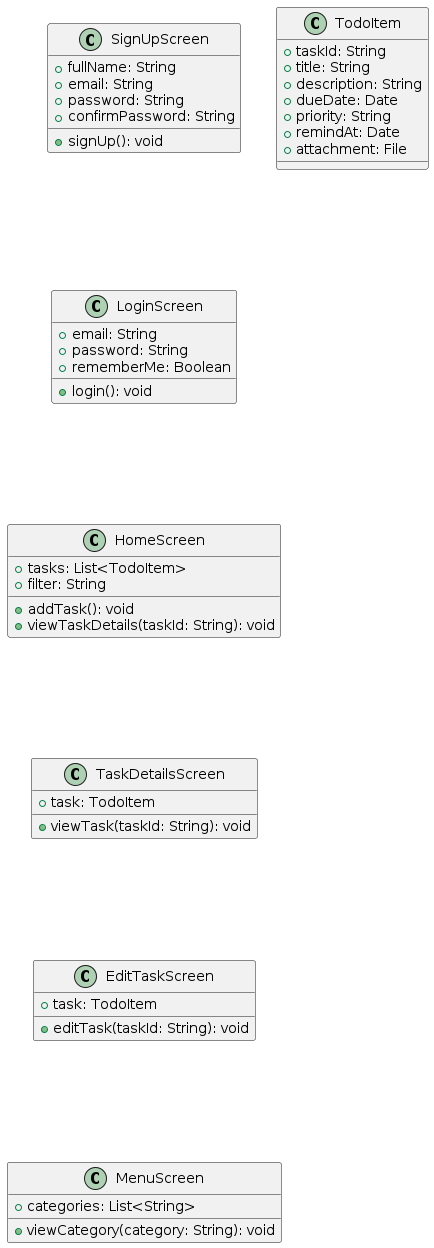 C SignUpScreen
fullName: String
email: String
password: String
confirmPassword: String
signUp(): void
C TodoItem
taskId: String
title: String
description: String
dueDate: Date
priority: String
remindAt: Date
attachment: File
C LoginScreen
email: String
password: String
rememberMe: Boolean
login(): void
C HomeScreen
tasks: List<TodoItem>
filter: String
addTask(): void
viewTaskDetails(taskId: String): void
C TaskDetailsScreen
task: TodoItem
viewTask(taskId: String): void
C EditTaskScreen
task: TodoItem
editTask(taskId: String): void
C MenuScreen
categories: List<String>
viewCategory(category: String): void